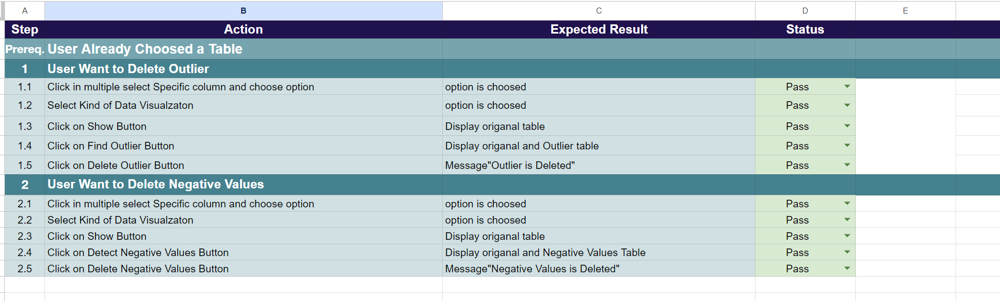 A B C D E
Step Action Expected Result Status
Prereq. User Already Choosed a Table
1 User Want to Delete Outlier
1.1 Click in multiple select Specific column and choose option option is choosed Pass
1.2 Select Kind of Data Visualzaton option is choosed Pass
1.3 Click on Show Button Display origanal table Pass
1.4 Click on Find Outlier Button Display origanal and Outlier table Pass
1.5 Click on Delete Outlier Button Message"Outlier is Deleted" Pass
2 User Want to Delete Negative Values
2.1 Click in multiple select Specific column and choose option option is choosed Pass
2.2 Select Kind of Data Visualzaton option is choosed Pass
2.3 Click on Show Button Display origanal table Pass
2.4 Click on Detect Negative Values Button Display origanal and Negative Values Table Pass
2.5 Click on Delete Negative Values Button Message"Negative Values is Deleted" Pass